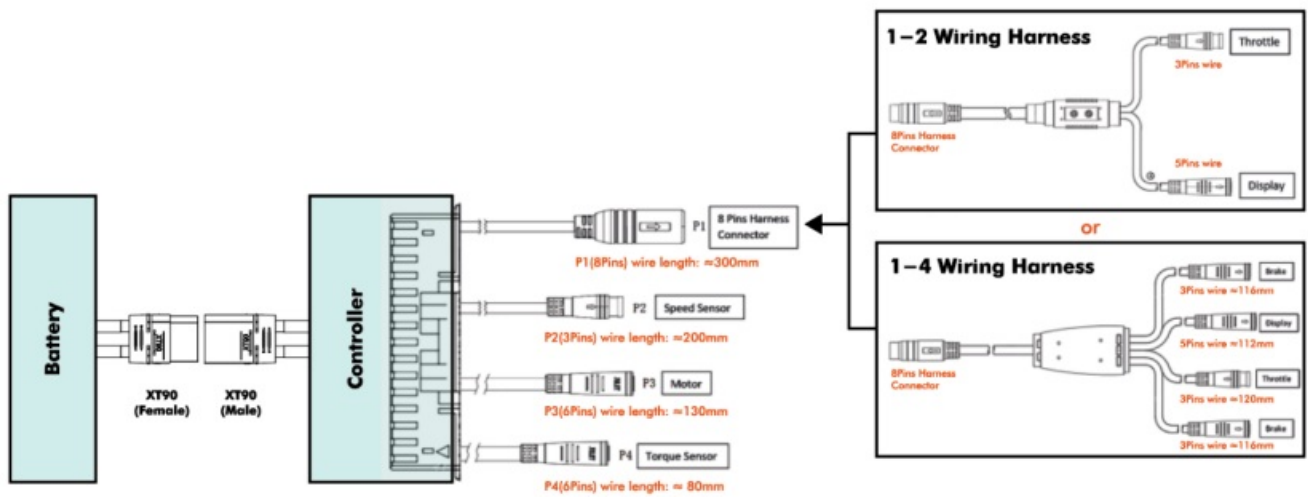 1–2 Wiring Harness
Throttle
3Pins wire
8Pins Harness
Connector
5Pins wire
Display
or
1–4 Wiring Harness
Brake
3Pins wire ≈116mm
Display
5Pins wire ≈112mm
8Pins Harness
Connector
Throttle
3Pins wire ≈120mm
Brake
3Pins wire ≈116mm
Battery
XT90
(Female)
XT90
(Male)
Controller
P1
8 Pins Harness
Connector
P1(8Pins) wire length: ≈300mm
P2
Speed Sensor
P2(3Pins) wire length: ≈200mm
P3
Motor
P3(6Pins) wire length: ≈130mm
P4
Torque Sensor
P4(6Pins) wire length: ≈ 80mm